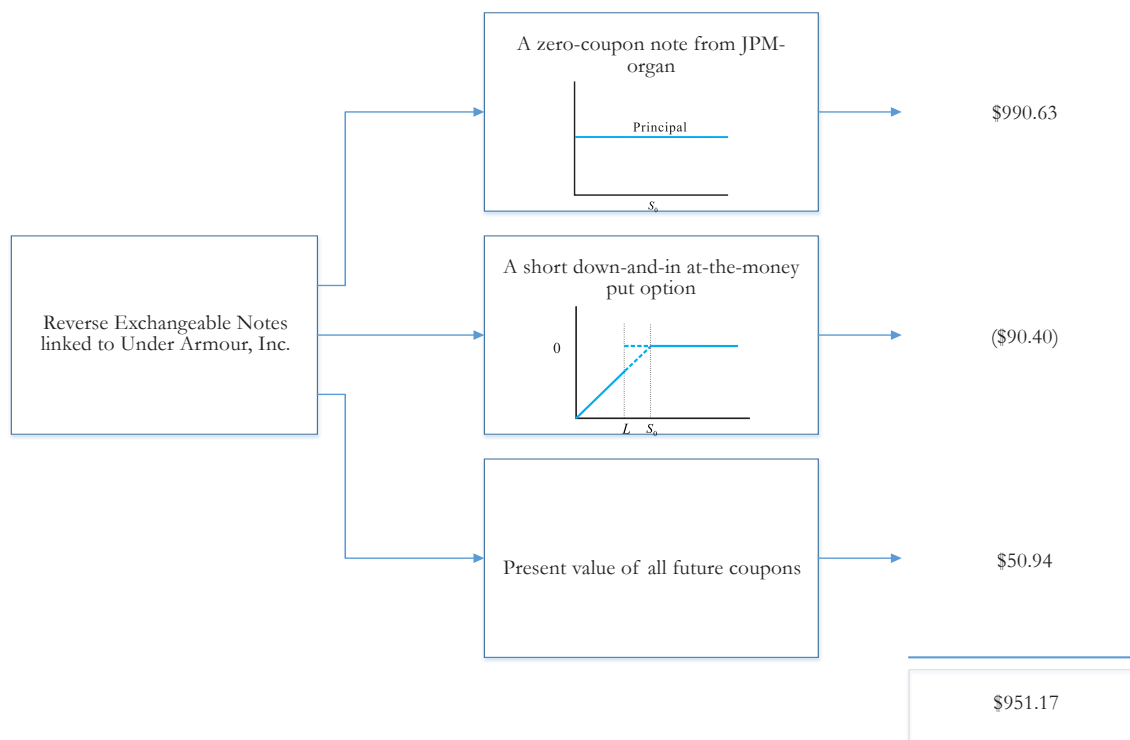 A zero-coupon note from JPM-
organ
Principal
S₀
$990.63
Reverse Exchangeable Notes
linked to Under Armour, Inc.
A short down-and-in at-the-money
put option
0
L S₀
($90.40)
Present value of all future coupons
$50.94
$951.17